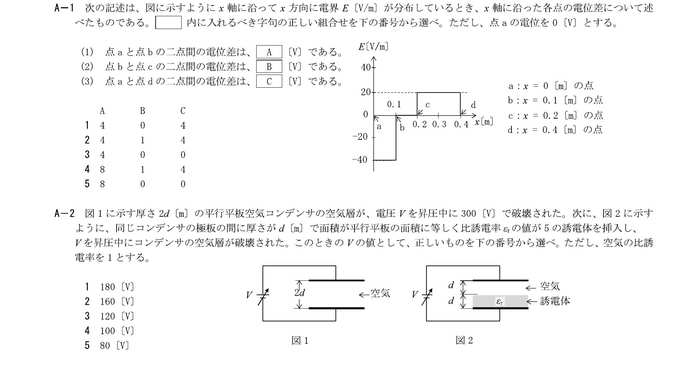 A－1 次の記述は、図に示すように x 軸に沿って x 方向に電界 E〔V/m〕が分布しているとき、x 軸に沿った各点の電位差について述
べたものである。 内に入れるべき字句の正しい組合せを下の番号から選べ。ただし、点 a の電位を 0〔V〕とする。
(1) 点 a と点 b の二点間の電位差は、 A 〔V〕である。
(2) 点 b と点 c の二点間の電位差は、 B 〔V〕である。
(3) 点 a と点 d の二点間の電位差は、 C 〔V〕である。
A B C
1 4 0 4
2 4 1 4
3 4 0 0
4 8 1 4
5 8 0 0
E[V/m]
40
20
0.1 c d
0
a b 0.2 0.3 0.4 x(m)
－20
－40
a：x = 0〔m〕の点
b：x = 0.1〔m〕の点
c：x = 0.2〔m〕の点
d：x = 0.4〔m〕の点
A－2 図 1 に示す厚さ 2d〔m〕の平行平板空気コンデンサの空気層が、電圧 V を昇圧中に 300〔V〕で破壊された。次に、図 2 に示す
ように、同じコンデンサの極板の間に厚さが d〔m〕で面積が平行平板の面積に等しく比誘電率 εr の値が 5 の誘電体を挿入し、
V を昇圧中にコンデンサの空気層が破壊された。このときの V の値として、正しいものを下の番号から選べ。ただし、空気の比誘
電率を 1 とする。
1 180〔V〕
2 160〔V〕
3 120〔V〕
4 100〔V〕
5 80〔V〕
V 2d 空気
図 1
V d 空気
d εr 誘電体
図 2